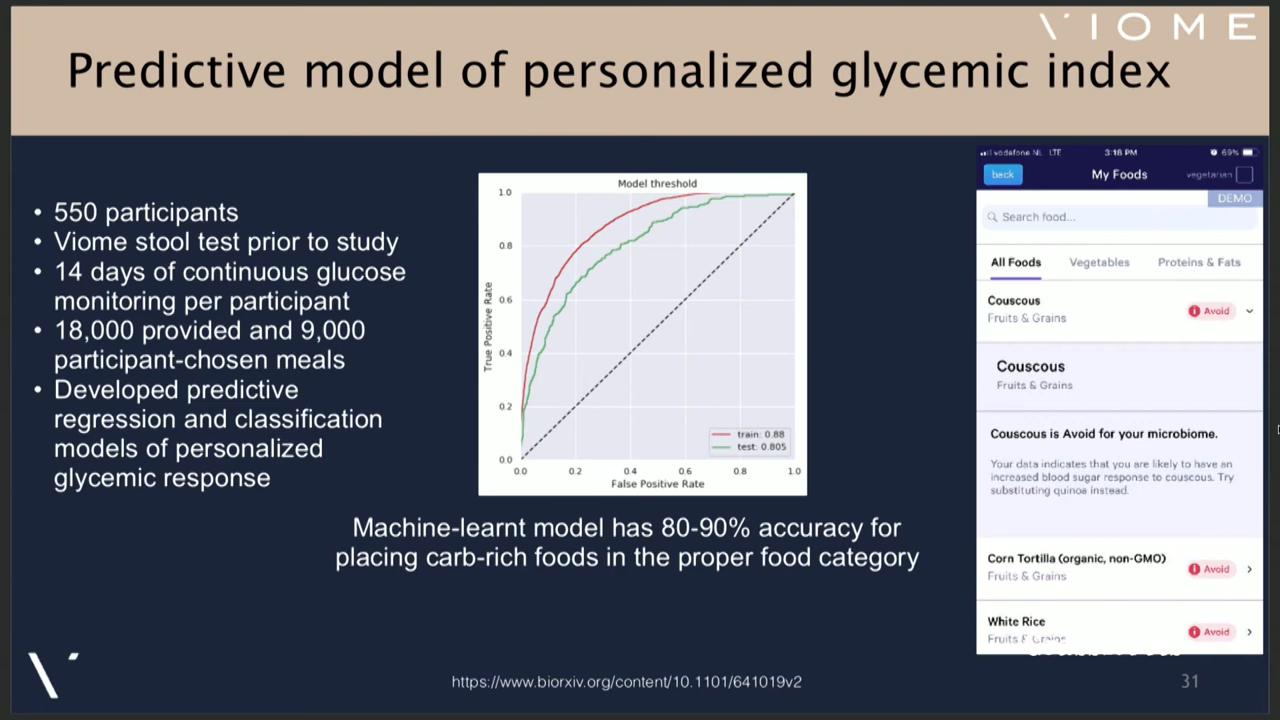 VIOME
Predictive model of personalized glycemic index
• 550 participants
• Viome stool test prior to study
• 14 days of continuous glucose
monitoring per participant
• 18,000 provided and 9,000
participant-chosen meals
• Developed predictive
regression and classification
models of personalized
glycemic response
Model threshold
1.0
0.8
0.6
0.4
0.2
0.0
True Positive Rate
train: 0.88
test: 0.805
0.0 0.2 0.4 0.6 0.8 1.0
False Positive Rate
Machine-learnt model has 80-90% accuracy for
placing carb-rich foods in the proper food category
vodafone NL LTE 3:18 PM 69%
back My Foods vegetarian
DEMO
Search food...
All Foods Vegetables Proteins & Fats
Couscous
Fruits & Grains
Avoid
Couscous
Fruits & Grains
Couscous is Avoid for your microbiome.
Your data indicates that you are likely to have an
increased blood sugar response to couscous. Try
substituting quinoa instead.
Corn Tortilla (organic, non-GMO)
Fruits & Grains
Avoid
White Rice
Fruits & Grains
Avoid
https://www.biorxiv.org/content/10.1101/641019v2
31